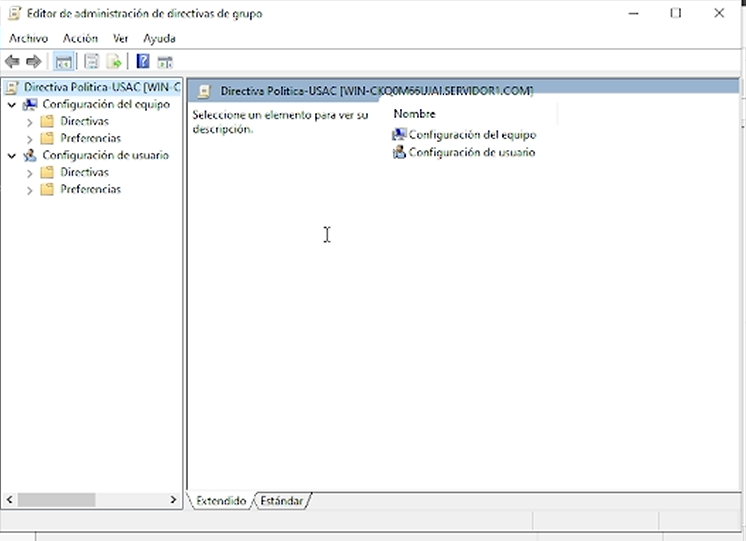 Editor de administración de directivas de grupo
Archivo Acción Ver Ayuda
Directiva Politica-USAC [WIN-C
Configuración del equipo
Directivas
Preferencias
Configuración de usuario
Directivas
Preferencias
Directiva Politica-USAC [WIN-CKQ0M66UJAI.SERVIDOR1.COM]
Seleccione un elemento para ver su
descripción.
Nombre
Configuración del equipo
Configuración de usuario
Extendido Estándar